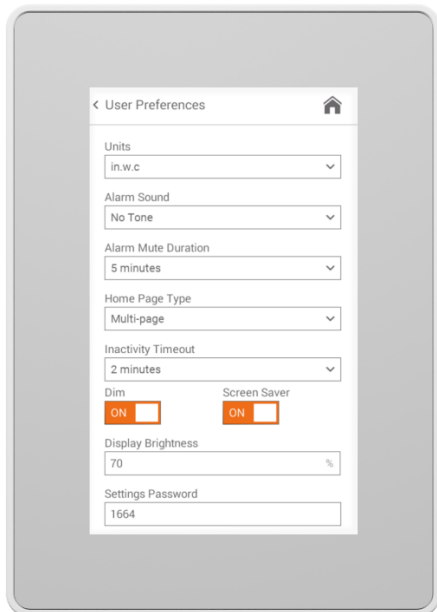 User Preferences
Units
in.w.c
Alarm Sound
No Tone
Alarm Mute Duration
5 minutes
Home Page Type
Multi-page
Inactivity Timeout
2 minutes
Dim Screen Saver
ON ON
Display Brightness
70 %
Settings Password
1664